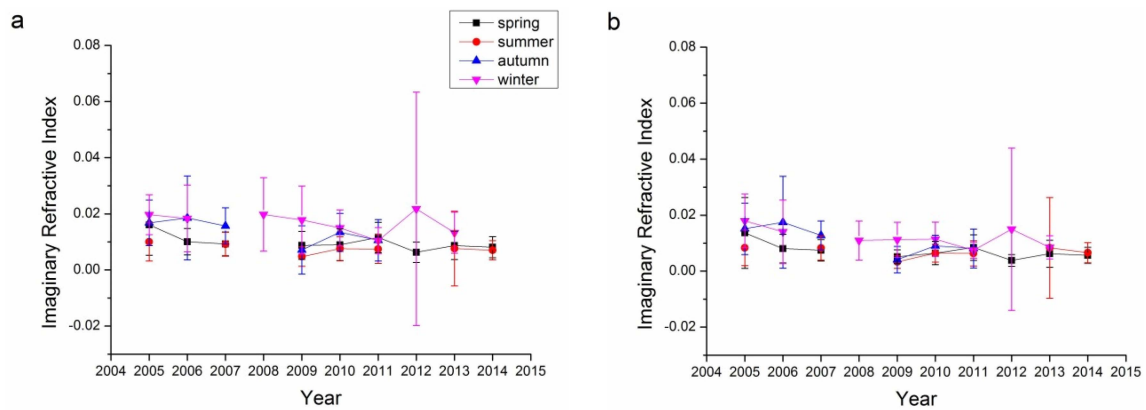 a
spring
summer
autumn
winter
0.08
0.06
0.04
0.02
0.00
-0.02
Imaginary Refractive Index
2004 2005 2006 2007 2008 2009 2010 2011 2012 2013 2014 2015
Year
b
0.08
0.06
0.04
0.02
0.00
-0.02
Imaginary Refractive Index
2004 2005 2006 2007 2008 2009 2010 2011 2012 2013 2014 2015
Year